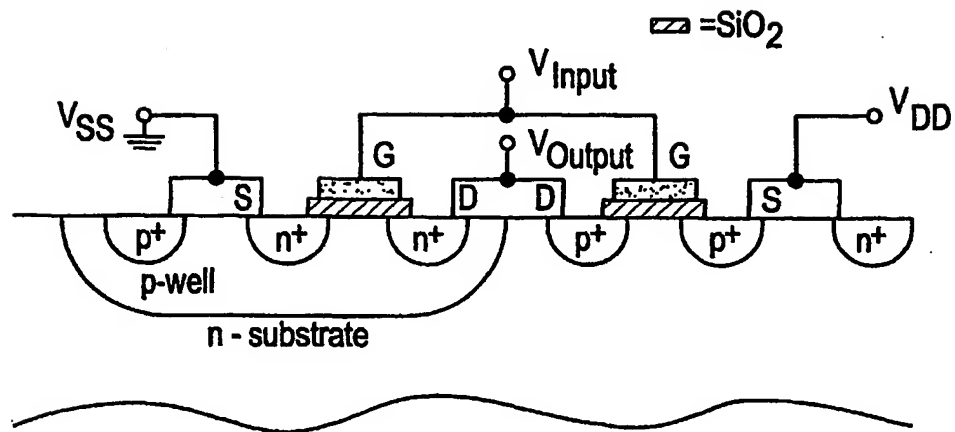 =SiO2
VInput
VSS
VDD
G
VOutput
G
S
D
D
S
p+
n+
n+
p+
p+
n+
p-well
n - substrate